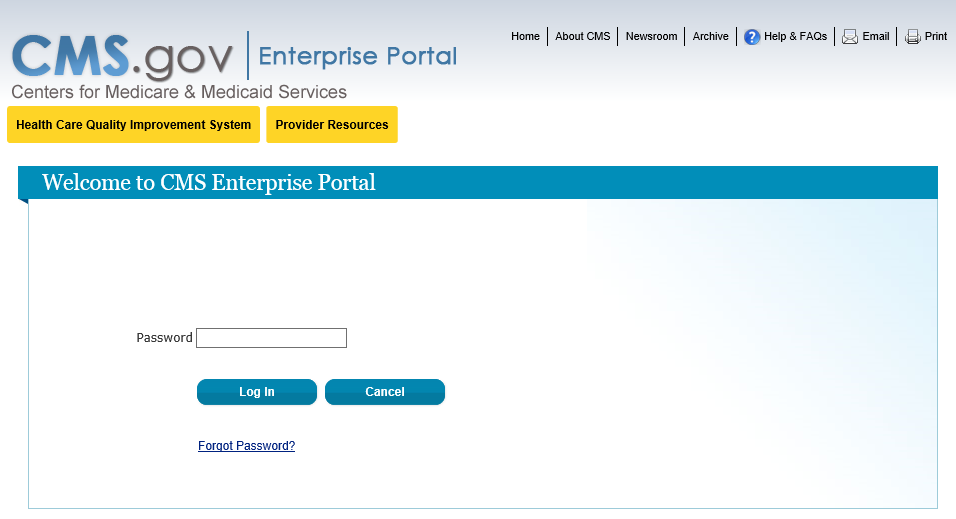 CMS.gov Enterprise Portal
Home About CMS Newsroom Archive ? Help & FAQs Email Print
Centers for Medicare & Medicaid Services
Health Care Quality Improvement System Provider Resources
Welcome to CMS Enterprise Portal
Password
Log In Cancel
Forgot Password?